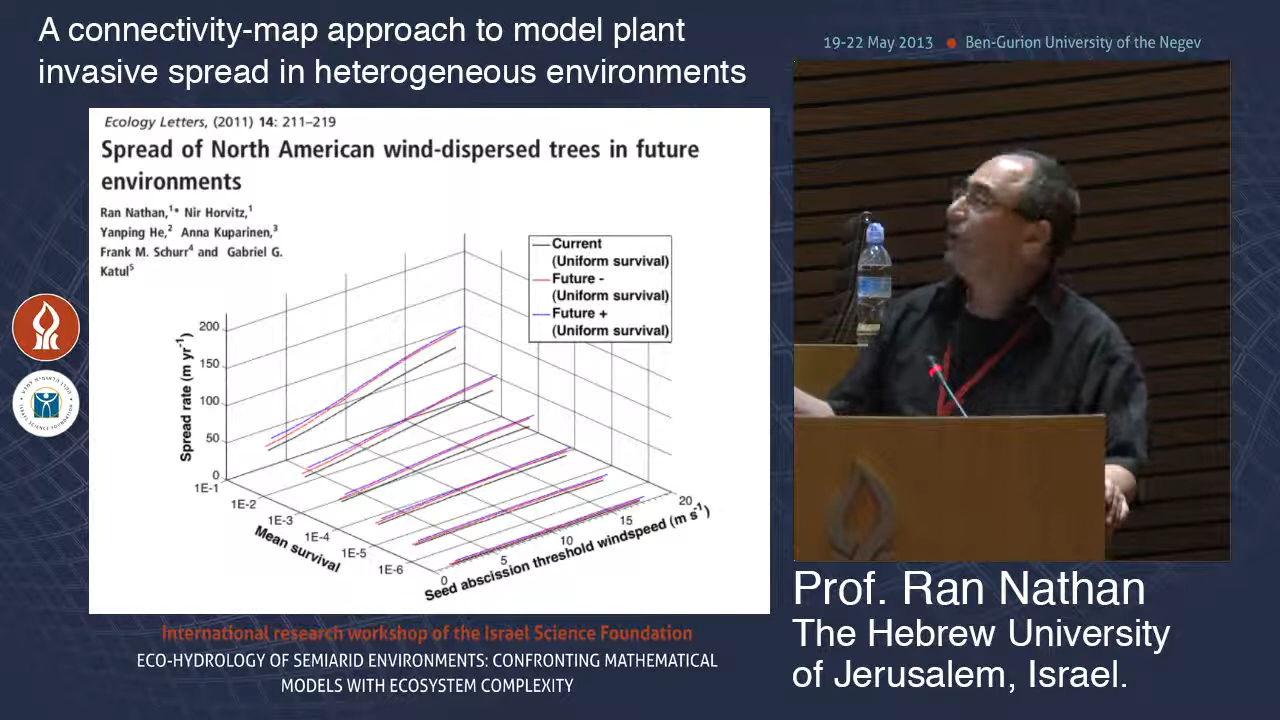 A connectivity-map approach to model plant
invasive spread in heterogeneous environments
19-22 May 2013 ● Ben-Gurion University of the Negev
Ecology Letters, (2011) 14: 211–219
Spread of North American wind-dispersed trees in future
environments
Ran Nathan,¹* Nir Horvitz,¹
Yanping He,² Anna Kuparinen,³
Frank M. Schurr⁴ and Gabriel G.
Katul⁵
Current
(Uniform survival)
Future -
(Uniform survival)
Future +
(Uniform survival)
Spread rate (m yr⁻¹)
200
150
100
50
0
1E-1
1E-2
1E-3
1E-4
1E-5
1E-6
Mean survival
0
5
10
15
20
Seed abscission threshold windspeed (m s⁻¹)
International research workshop of the Israel Science Foundation
ECO-HYDROLOGY OF SEMIARID ENVIRONMENTS: CONFRONTING MATHEMATICAL
MODELS WITH ECOSYSTEM COMPLEXITY
Prof. Ran Nathan
The Hebrew University
of Jerusalem, Israel.